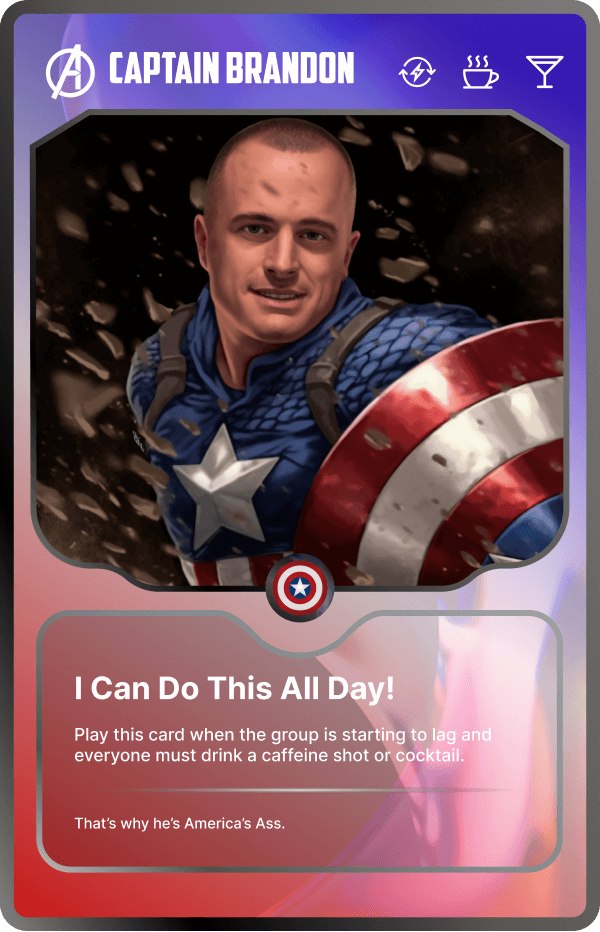 CAPTAIN BRANDON
I Can Do This All Day!
Play this card when the group is starting to lag and
everyone must drink a caffeine shot or cocktail.
That’s why he’s America’s Ass.